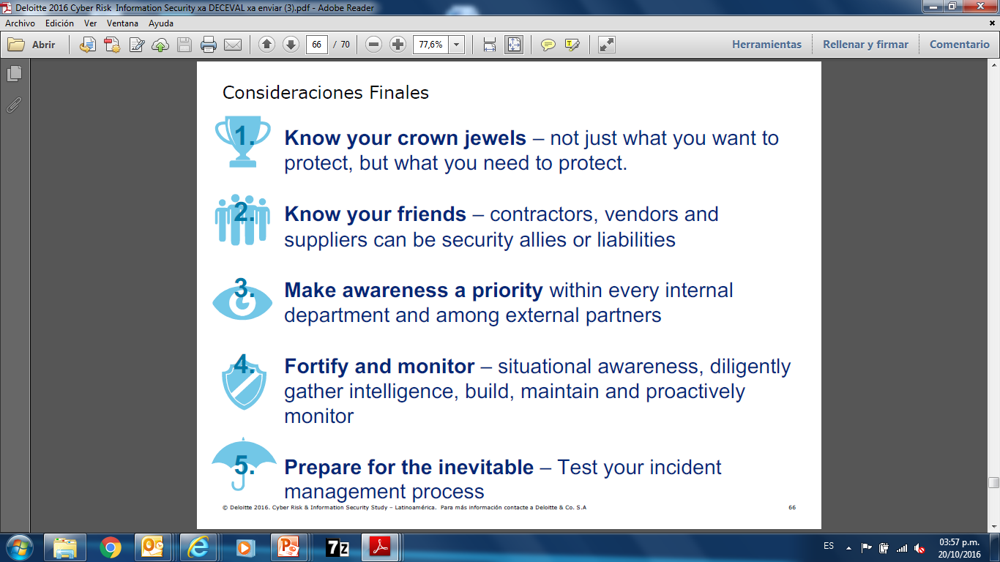 Deloitte 2016 Cyber Risk  Information Security xa DECEVAL xa enviar (3).pdf - Adobe Reader
Archivo Edición Ver Ventana Ayuda
Abrir 66 / 70 77,6% Herramientas Rellenar y firmar Comentario
Consideraciones Finales
1. Know your crown jewels – not just what you want to
protect, but what you need to protect.
2. Know your friends – contractors, vendors and
suppliers can be security allies or liabilities
3. Make awareness a priority within every internal
department and among external partners
4. Fortify and monitor – situational awareness, diligently
gather intelligence, build, maintain and proactively
monitor
5. Prepare for the inevitable – Test your incident
management process
© Deloitte 2016. Cyber Risk & Information Security Study – Latinoamérica.  Para más información contacte a Deloitte & Co. S.A 66
ES 03:57 p.m.
20/10/2016
7z